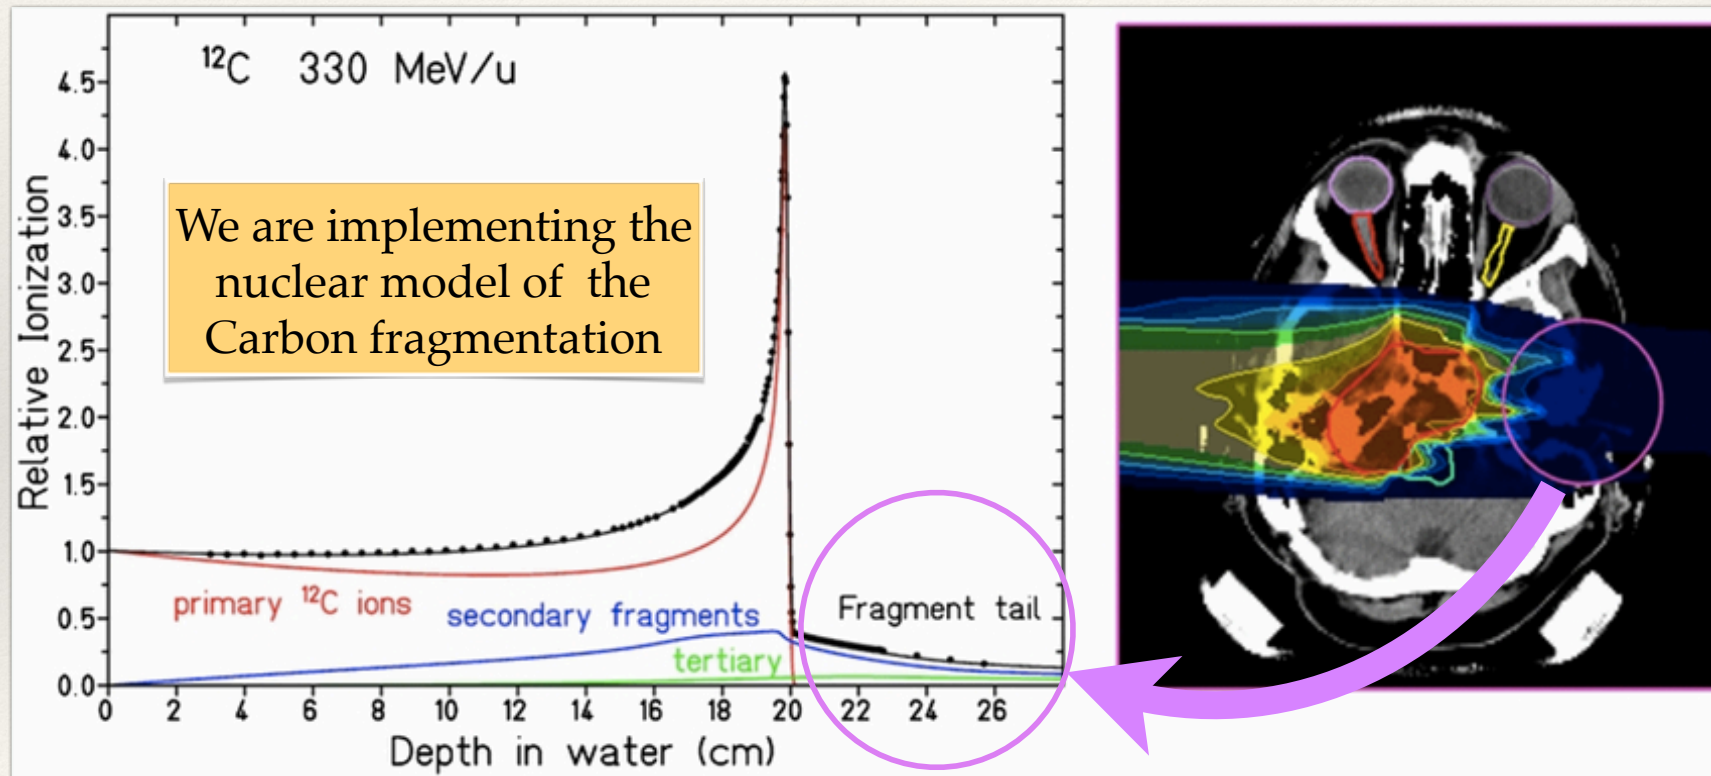 ¹²C 330 MeV/u
We are implementing the
nuclear model of  the
Carbon fragmentation
Relative Ionization
4.5
4.0
3.5
3.0
2.5
2.0
1.5
1.0
0.5
0.0
primary ¹²C ions
secondary fragments
tertiary
Fragment tail
0 2 4 6 8 10 12 14 16 18 20 22 24 26
Depth in water (cm)